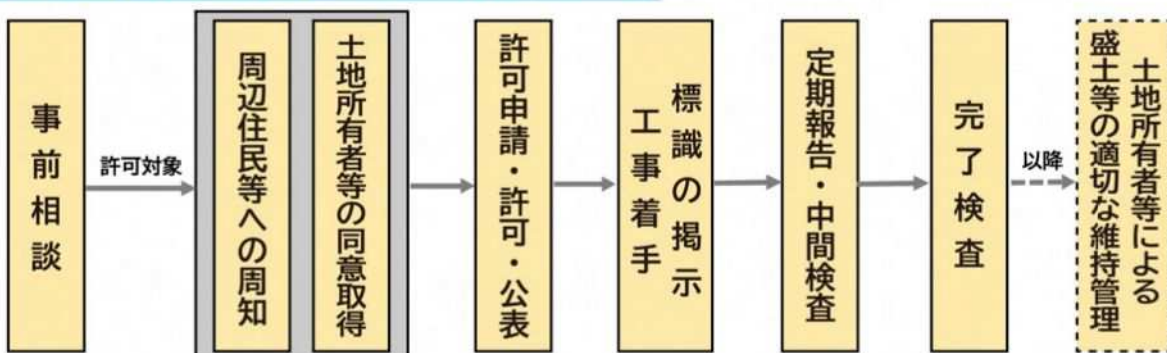 事前相談
許可対象
周辺住民等への周知
土地所有者等の同意取得
許可申請・許可・公表
標識の掲示
工事着手
定期報告・中間検査
完了検査
以降
土地所有者等による
盛土等の適切な維持管理